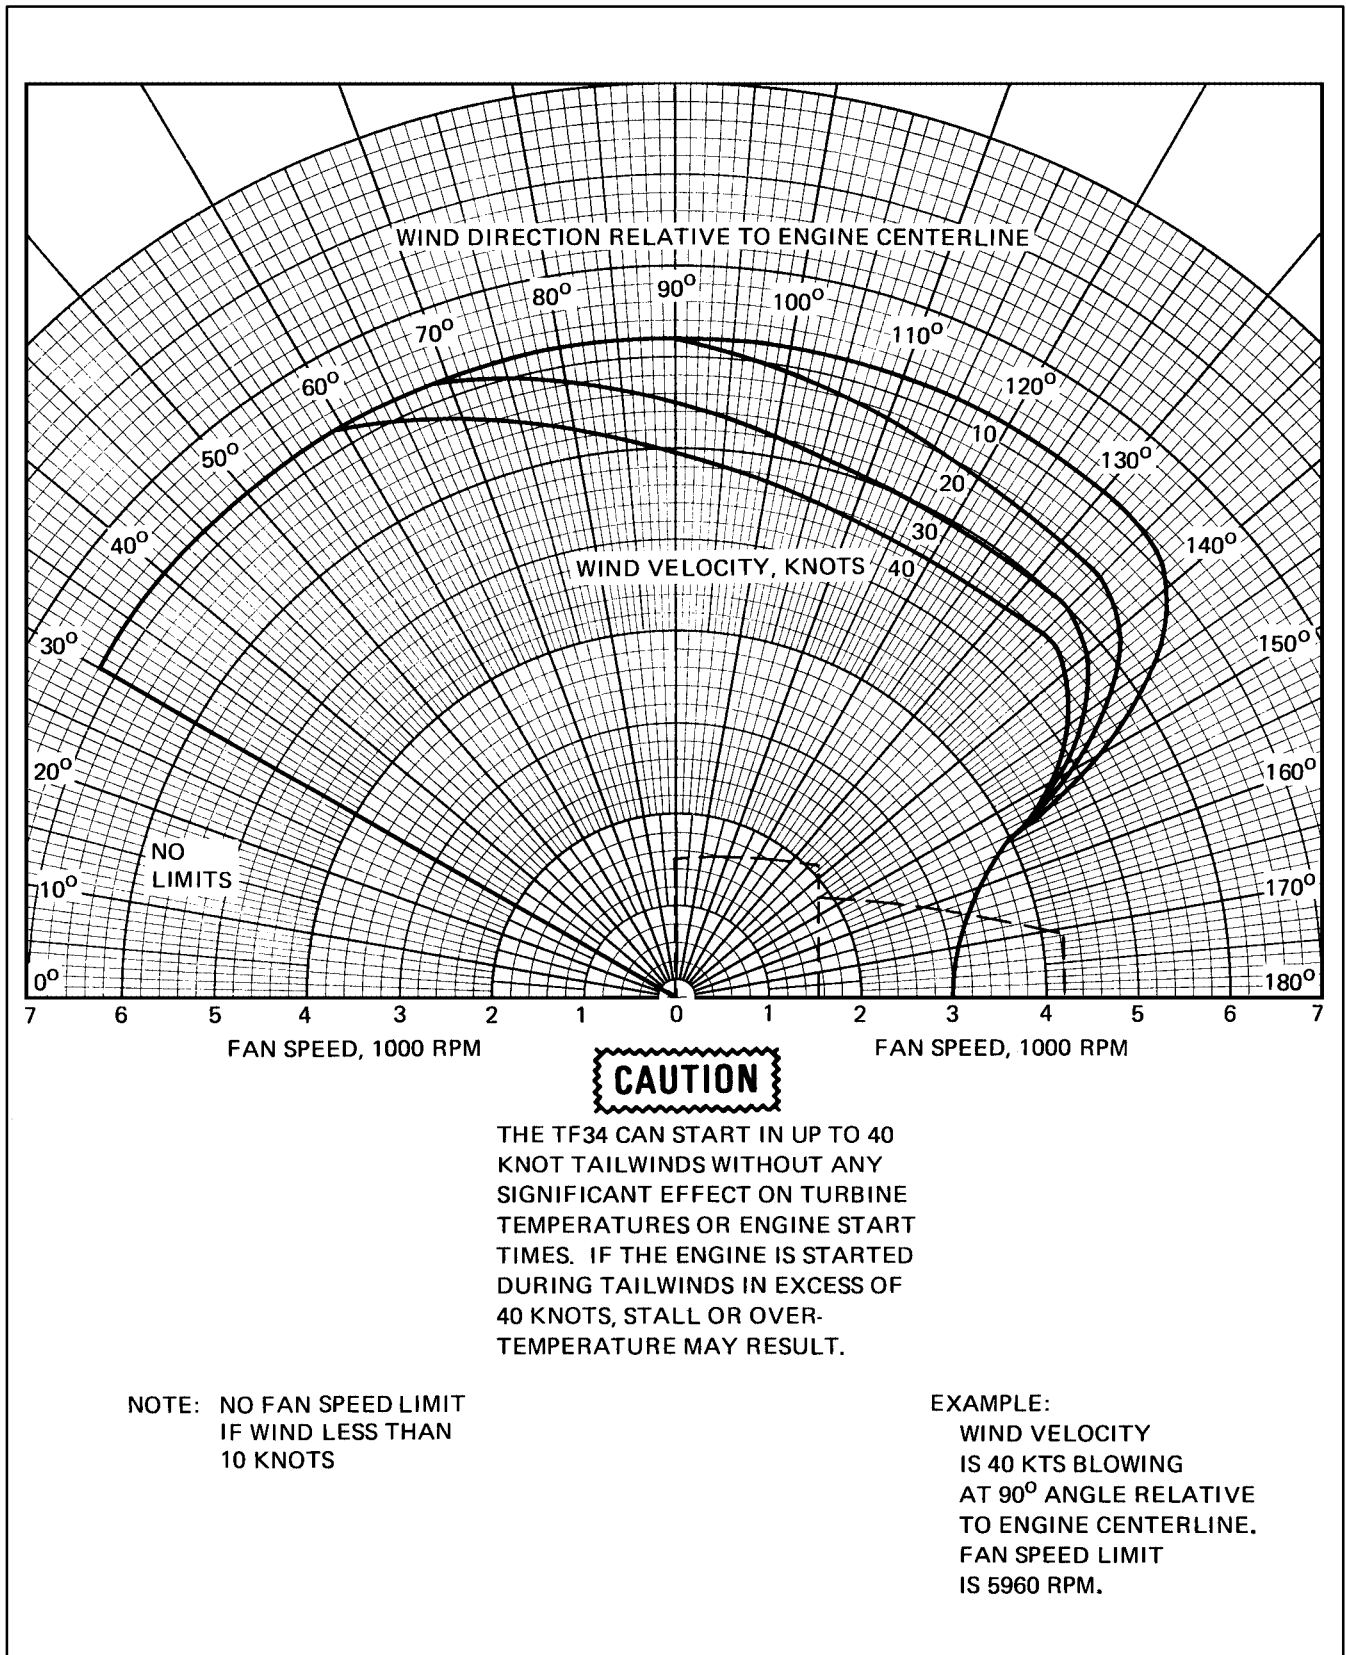 WIND DIRECTION RELATIVE TO ENGINE CENTERLINE
90°
80°
100°
70°
110°
60°
120°
50°
10
130°
20
40°
30
140°
WIND VELOCITY, KNOTS 40
30°
150°
20°
160°
NO
LIMITS
10°
170°
0°
180°
7 6 5 4 3 2 1 0 1 2 3 4 5 6 7
FAN SPEED, 1000 RPM
FAN SPEED, 1000 RPM
CAUTION
THE TF34 CAN START IN UP TO 40
KNOT TAILWINDS WITHOUT ANY
SIGNIFICANT EFFECT ON TURBINE
TEMPERATURES OR ENGINE START
TIMES. IF THE ENGINE IS STARTED
DURING TAILWINDS IN EXCESS OF
40 KNOTS, STALL OR OVER-
TEMPERATURE MAY RESULT.
NOTE: NO FAN SPEED LIMIT
IF WIND LESS THAN
10 KNOTS
EXAMPLE:
WIND VELOCITY
IS 40 KTS BLOWING
AT 90° ANGLE RELATIVE
TO ENGINE CENTERLINE.
FAN SPEED LIMIT
IS 5960 RPM.